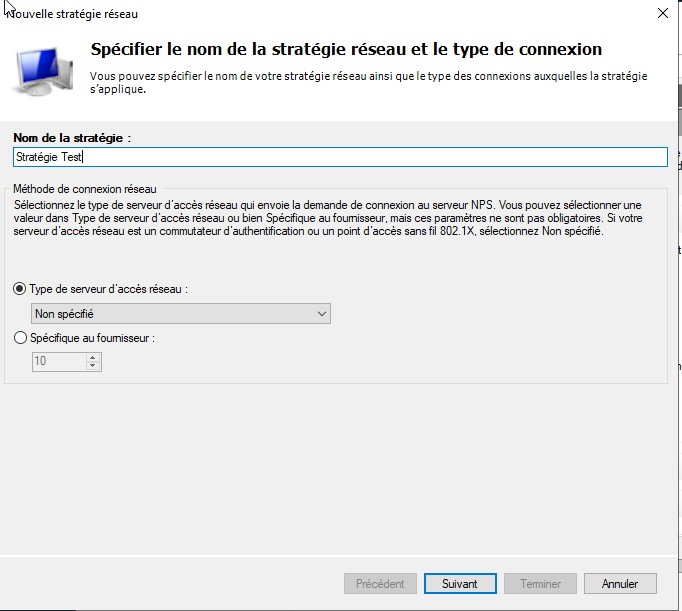 Nouvelle stratégie réseau
Spécifier le nom de la stratégie réseau et le type de connexion
Vous pouvez spécifier le nom de votre stratégie réseau ainsi que le type des connexions auxquelles la stratégie
s'applique.
Nom de la stratégie :
Stratégie Test
Méthode de connexion réseau
Sélectionnez le type de serveur d'accès réseau qui envoie la demande de connexion au serveur NPS. Vous pouvez sélectionner une
valeur dans Type de serveur d'accès réseau ou bien Spécifique au fournisseur, mais ces paramètres ne sont pas obligatoires. Si votre
serveur d'accès réseau est un commutateur d'authentification ou un point d'accès sans fil 802.1X, sélectionnez Non spécifié.
Type de serveur d'accès réseau :
Non spécifié
Spécifique au fournisseur :
10
Précédent
Suivant
Terminer
Annuler